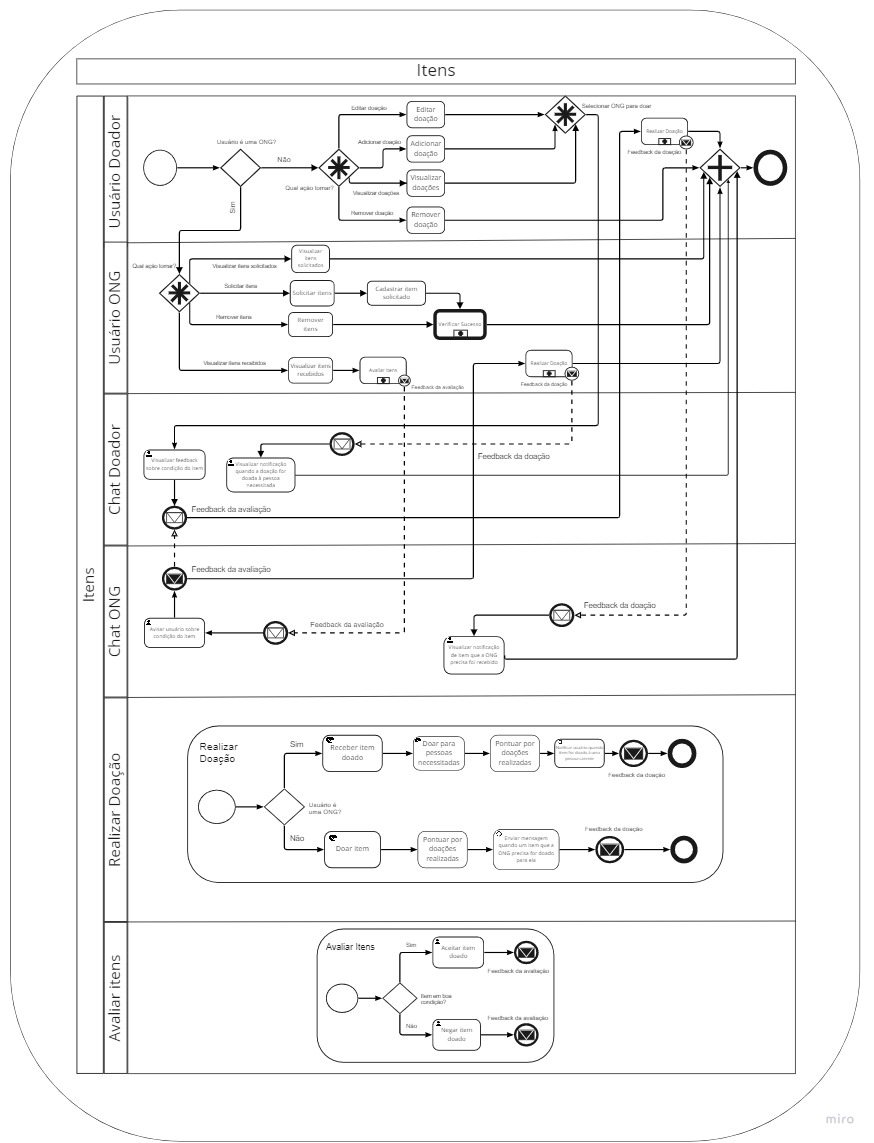 Itens
Itens
Usuário Doador
Usuário é uma ONG?
Não
Sim
Qual ação tomar?
Editar doação
Adicionar doação
Visualizar doações
Remover doação
Editar
doação
Adicionar
doação
Visualizar
doações
Remover
doação
Selecionar ONG para doar
Realizar Doação
Feedback da doação
Usuário ONG
Qual ação tomar?
Visualizar itens solicitados
Solicitar itens
Remover itens
Visualizar itens recebidos
Visualizar
itens
solicitados
Solicitar itens
Cadastrar item
solicitado
Remover
itens
Verificar Sucesso
Visualizar itens
recebidos
Avaliar itens
Feedback da avaliação
Realizar Doação
Feedback da doação
Chat Doador
Visualizar feedback
sobre condição do item
Visualizar notificação
quando a doação for
doada à pessoa
necessitada
Feedback da doação
Feedback da avaliação
Chat ONG
Feedback da avaliação
Avisar usuário sobre
condição do item
Feedback da avaliação
Feedback da doação
Visualizar notificação
de item que a ONG
precisa foi recebido
Realizar Doação
Realizar
Doação
Usuário é
uma ONG?
Sim
Não
Receber item
doado
Doar para
pessoas
necessitadas
Pontuar por
doações
realizadas
Feedback da doação
Doar item
Pontuar por
doações
realizadas
Enviar mensagem
quando um item que a
ONG precisa for doado
para ela
Feedback da doação
Avaliar itens
Avaliar Itens
Item em boa
condição?
Sim
Não
Aceitar item
doado
Feedback da avaliação
Negar item
doado
Feedback da avaliação
miro